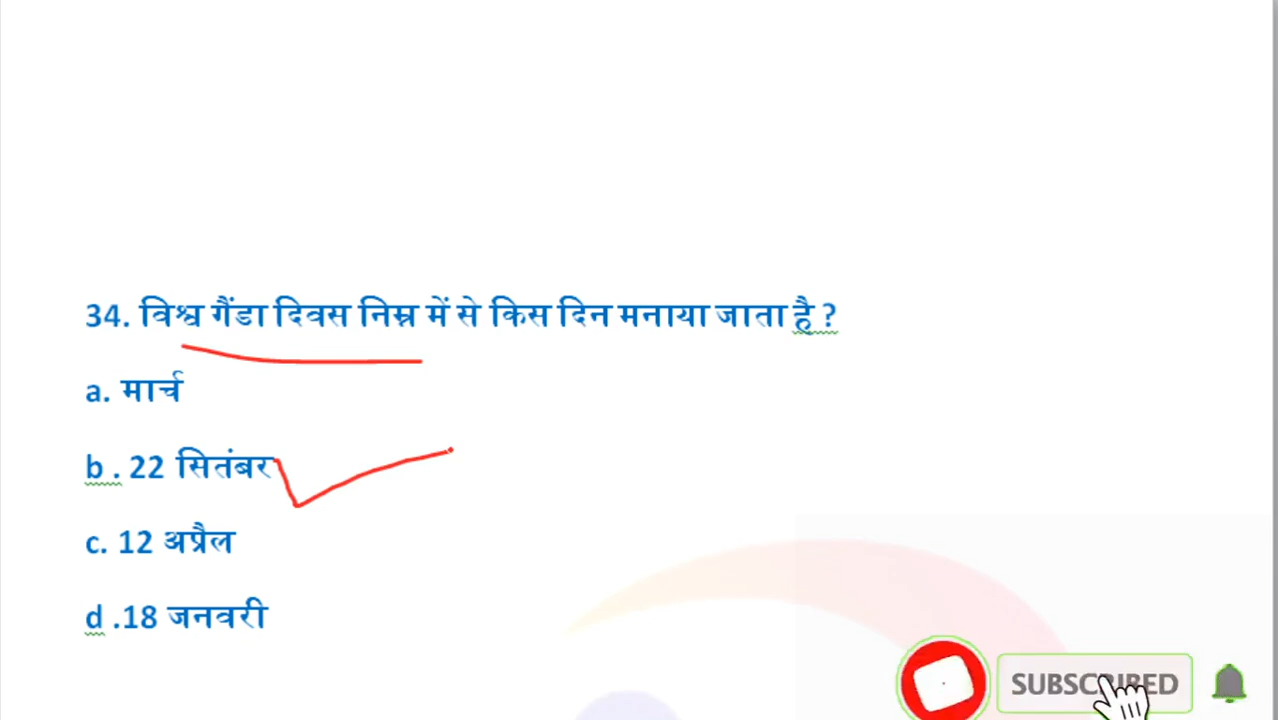 34. विश्व गैंडा दिवस निम्न में से किस दिन मनाया जाता है ?
a. मार्च
b . 22 सितंबर
c. 12 अप्रैल
d .18 जनवरी
SUBSCRIBED